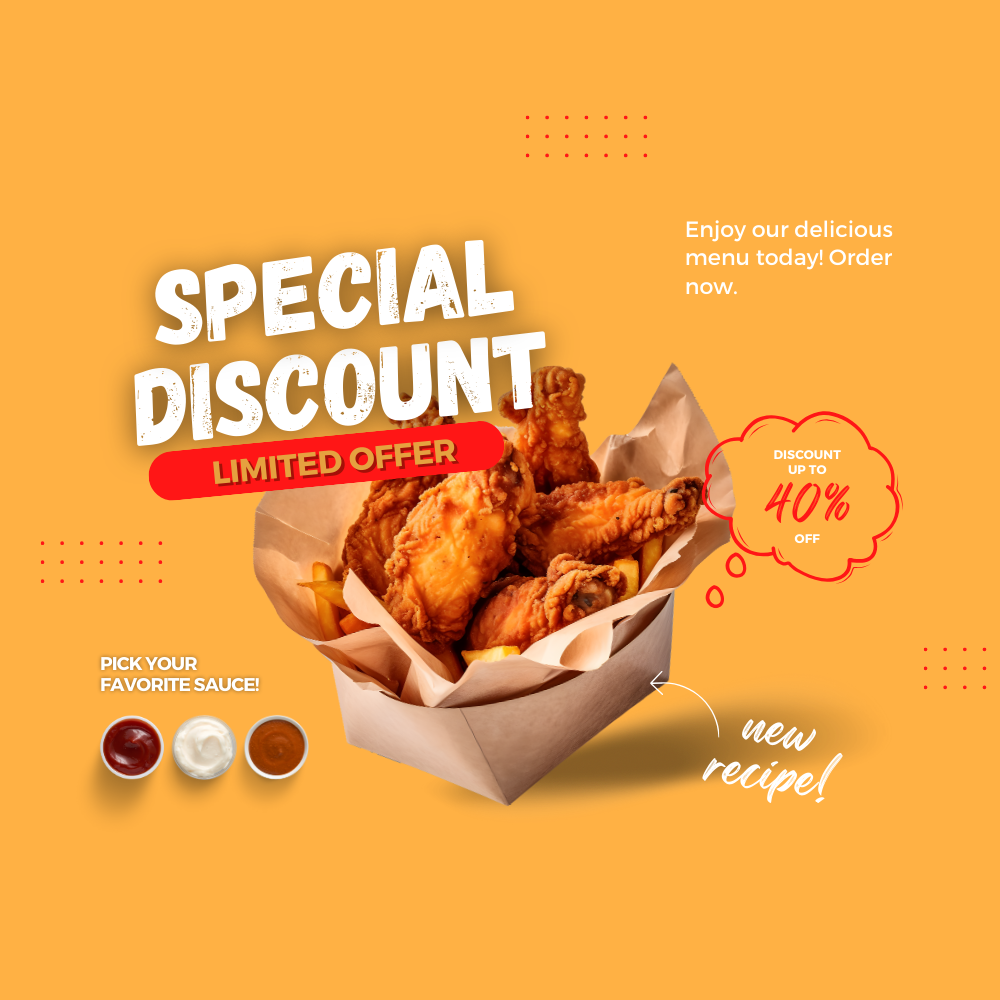 Enjoy our delicious
menu today! Order
now.
SPECIAL
DISCOUNT
LIMITED OFFER
DISCOUNT
UP TO
40%
OFF
PICK YOUR
FAVORITE SAUCE!
new
recipe!